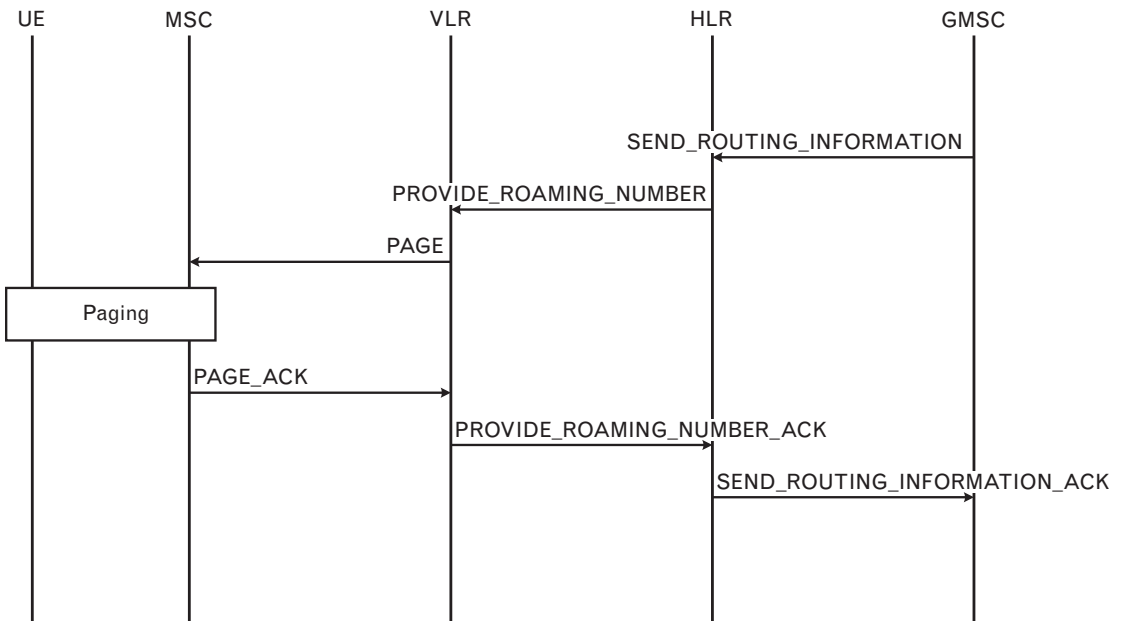 UE MSC VLR HLR GMSC
SEND_ROUTING_INFORMATION
PROVIDE_ROAMING_NUMBER
PAGE
Paging
PAGE_ACK
PROVIDE_ROAMING_NUMBER_ACK
SEND_ROUTING_INFORMATION_ACK